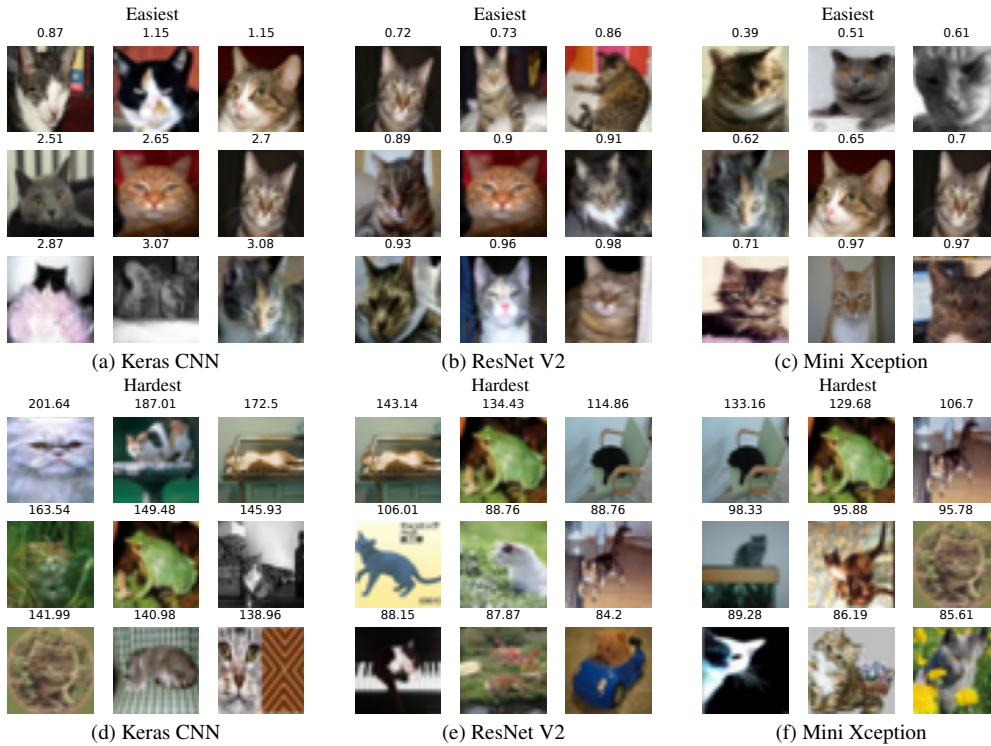 Easiest
0.87 1.15 1.15
2.51 2.65 2.7
2.87 3.07 3.08
(a) Keras CNN
Easiest
0.72 0.73 0.86
0.89 0.9 0.91
0.93 0.96 0.98
(b) ResNet V2
Easiest
0.39 0.51 0.61
0.62 0.65 0.7
0.71 0.97 0.97
(c) Mini Xception
Hardest
201.64 187.01 172.5
163.54 149.48 145.93
141.99 140.98 138.96
(d) Keras CNN
Hardest
143.14 134.43 114.86
106.01 88.76 88.76
88.15 87.87 84.2
(e) ResNet V2
Hardest
133.16 129.68 106.7
98.33 95.88 95.78
89.28 86.19 85.61
(f) Mini Xception